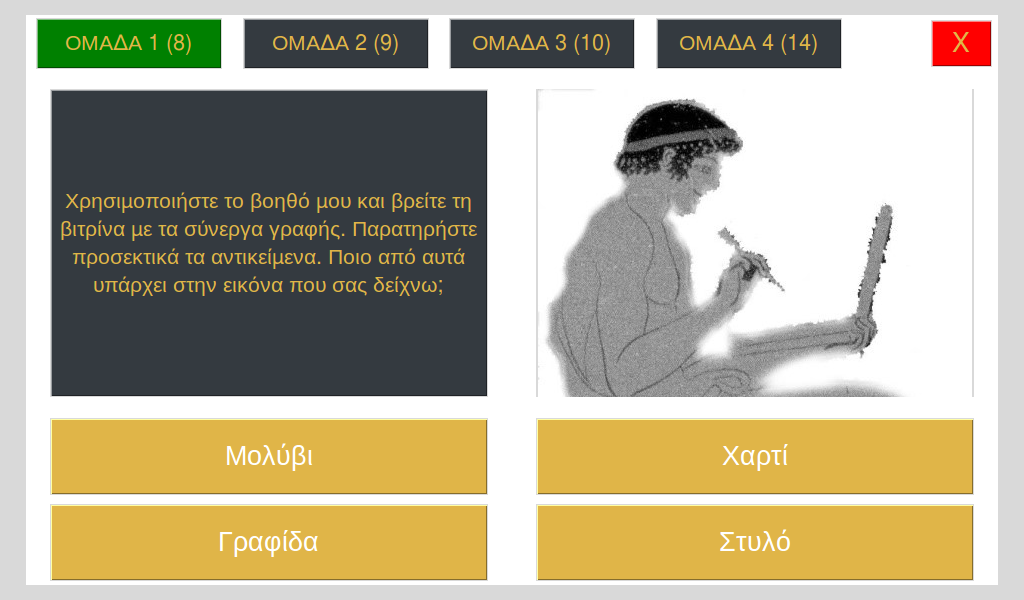 ΟΜΑΔΑ 1 (8)
ΟΜΑΔΑ 2 (9)
ΟΜΑΔΑ 3 (10)
ΟΜΑΔΑ 4 (14)
X
Χρησιμοποιήστε το βοηθό μου και βρείτε τη
βιτρίνα με τα σύνεργα γραφής. Παρατηρήστε
προσεκτικά τα αντικείμενα. Ποιο από αυτά
υπάρχει στην εικόνα που σας δείχνω;
Μολύβι
Χαρτί
Γραφίδα
Στυλό